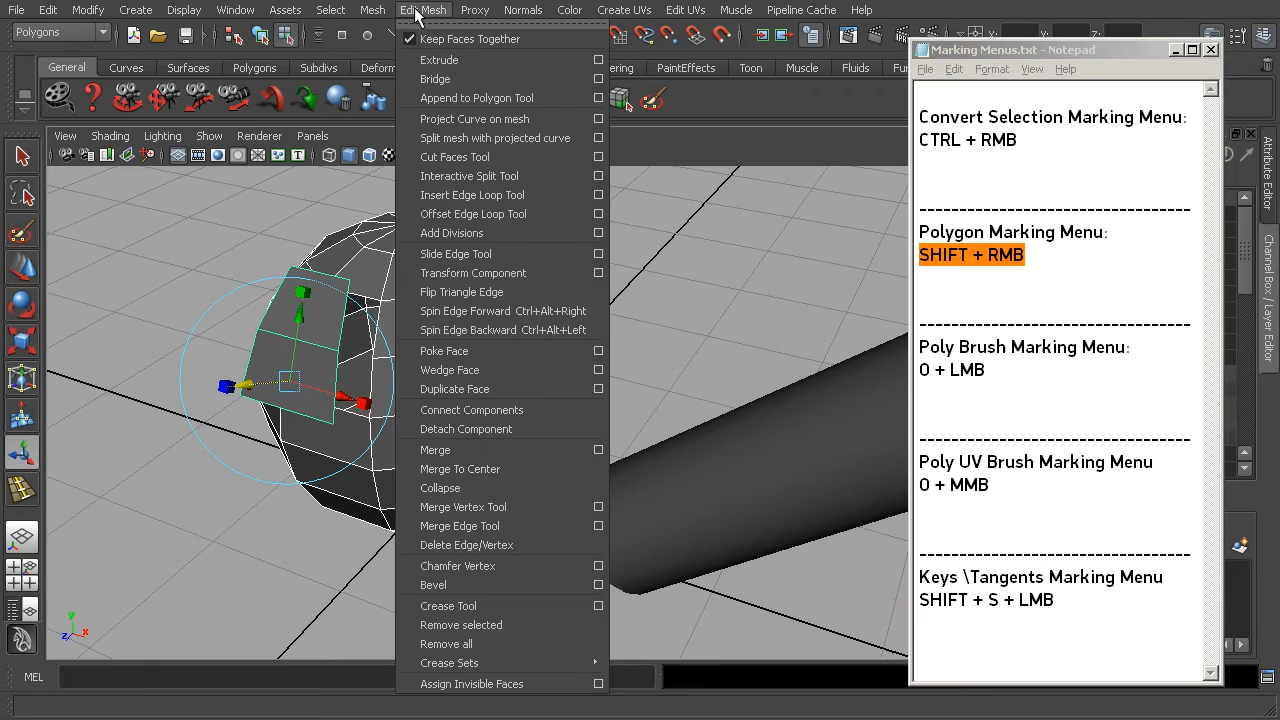 File Edit Modify Create Display Window Assets Select Mesh Edit Mesh Proxy Normals Color Create UVs Edit UVs Muscle Pipeline Cache Help
Polygons
General Curves Surfaces Polygons Subdivs PaintEffects Toon Muscle Fluids
View Shading Lighting Show Renderer Panels
Keep Faces Together
Extrude
Bridge
Append to Polygon Tool
Project Curve on mesh
Split mesh with projected curve
Cut Faces Tool
Interactive Split Tool
Insert Edge Loop Tool
Offset Edge Loop Tool
Add Divisions
Slide Edge Tool
Transform Component
Flip Triangle Edge
Spin Edge Forward Ctrl+Alt+Right
Spin Edge Backward Ctrl+Alt+Left
Poke Face
Wedge Face
Duplicate Face
Connect Components
Detach Component
Merge
Merge To Center
Collapse
Merge Vertex Tool
Merge Edge Tool
Delete Edge/Vertex
Chamfer Vertex
Bevel
Crease Tool
Remove selected
Remove all
Crease Sets
Assign Invisible Faces
Marking Menus.txt - Notepad
File Edit Format View Help
Convert Selection Marking Menu:
CTRL + RMB
----------------------------------
Polygon Marking Menu:
SHIFT + RMB
----------------------------------
Poly Brush Marking Menu:
O + LMB
----------------------------------
Poly UV Brush Marking Menu
O + MMB
----------------------------------
Keys \Tangents Marking Menu
SHIFT + S + LMB
Attribute Editor
Channel Box / Layer Editor
y
z x
MEL